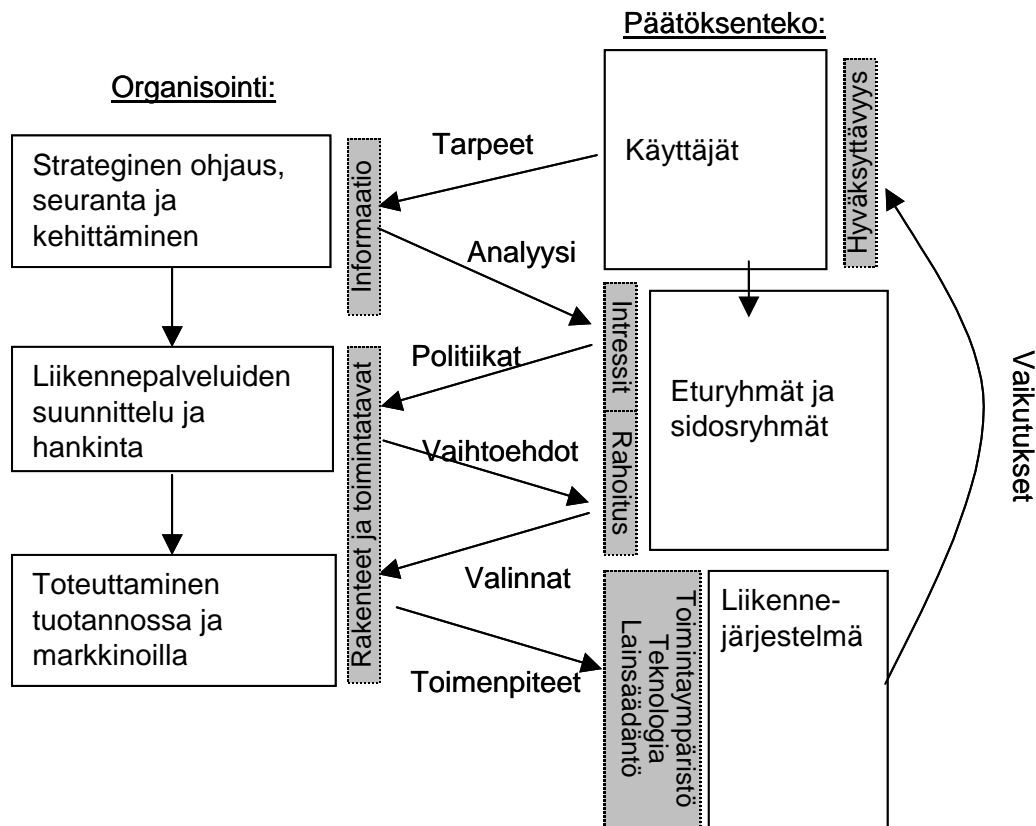 Päätöksenteko:
Organisointi:
Strateginen ohjaus,
seuranta ja
kehittäminen
Informaatio
Tarpeet
Käyttäjät
Hyväksyttävyys
Analyysi
Liikennepalveluiden
suunnittelu ja
hankinta
Rakenteet ja toimintatavat
Politiikat
Intressit
Rahoitus
Eturyhmät ja
sidosryhmät
Vaikutukset
Vaihtoehdot
Toteuttaminen
tuotannossa ja
markkinoilla
Valinnat
Toimenpiteet
Toimintaympäristö
Teknologia
Lainsäädäntö
Liikenne-
järjestelmä